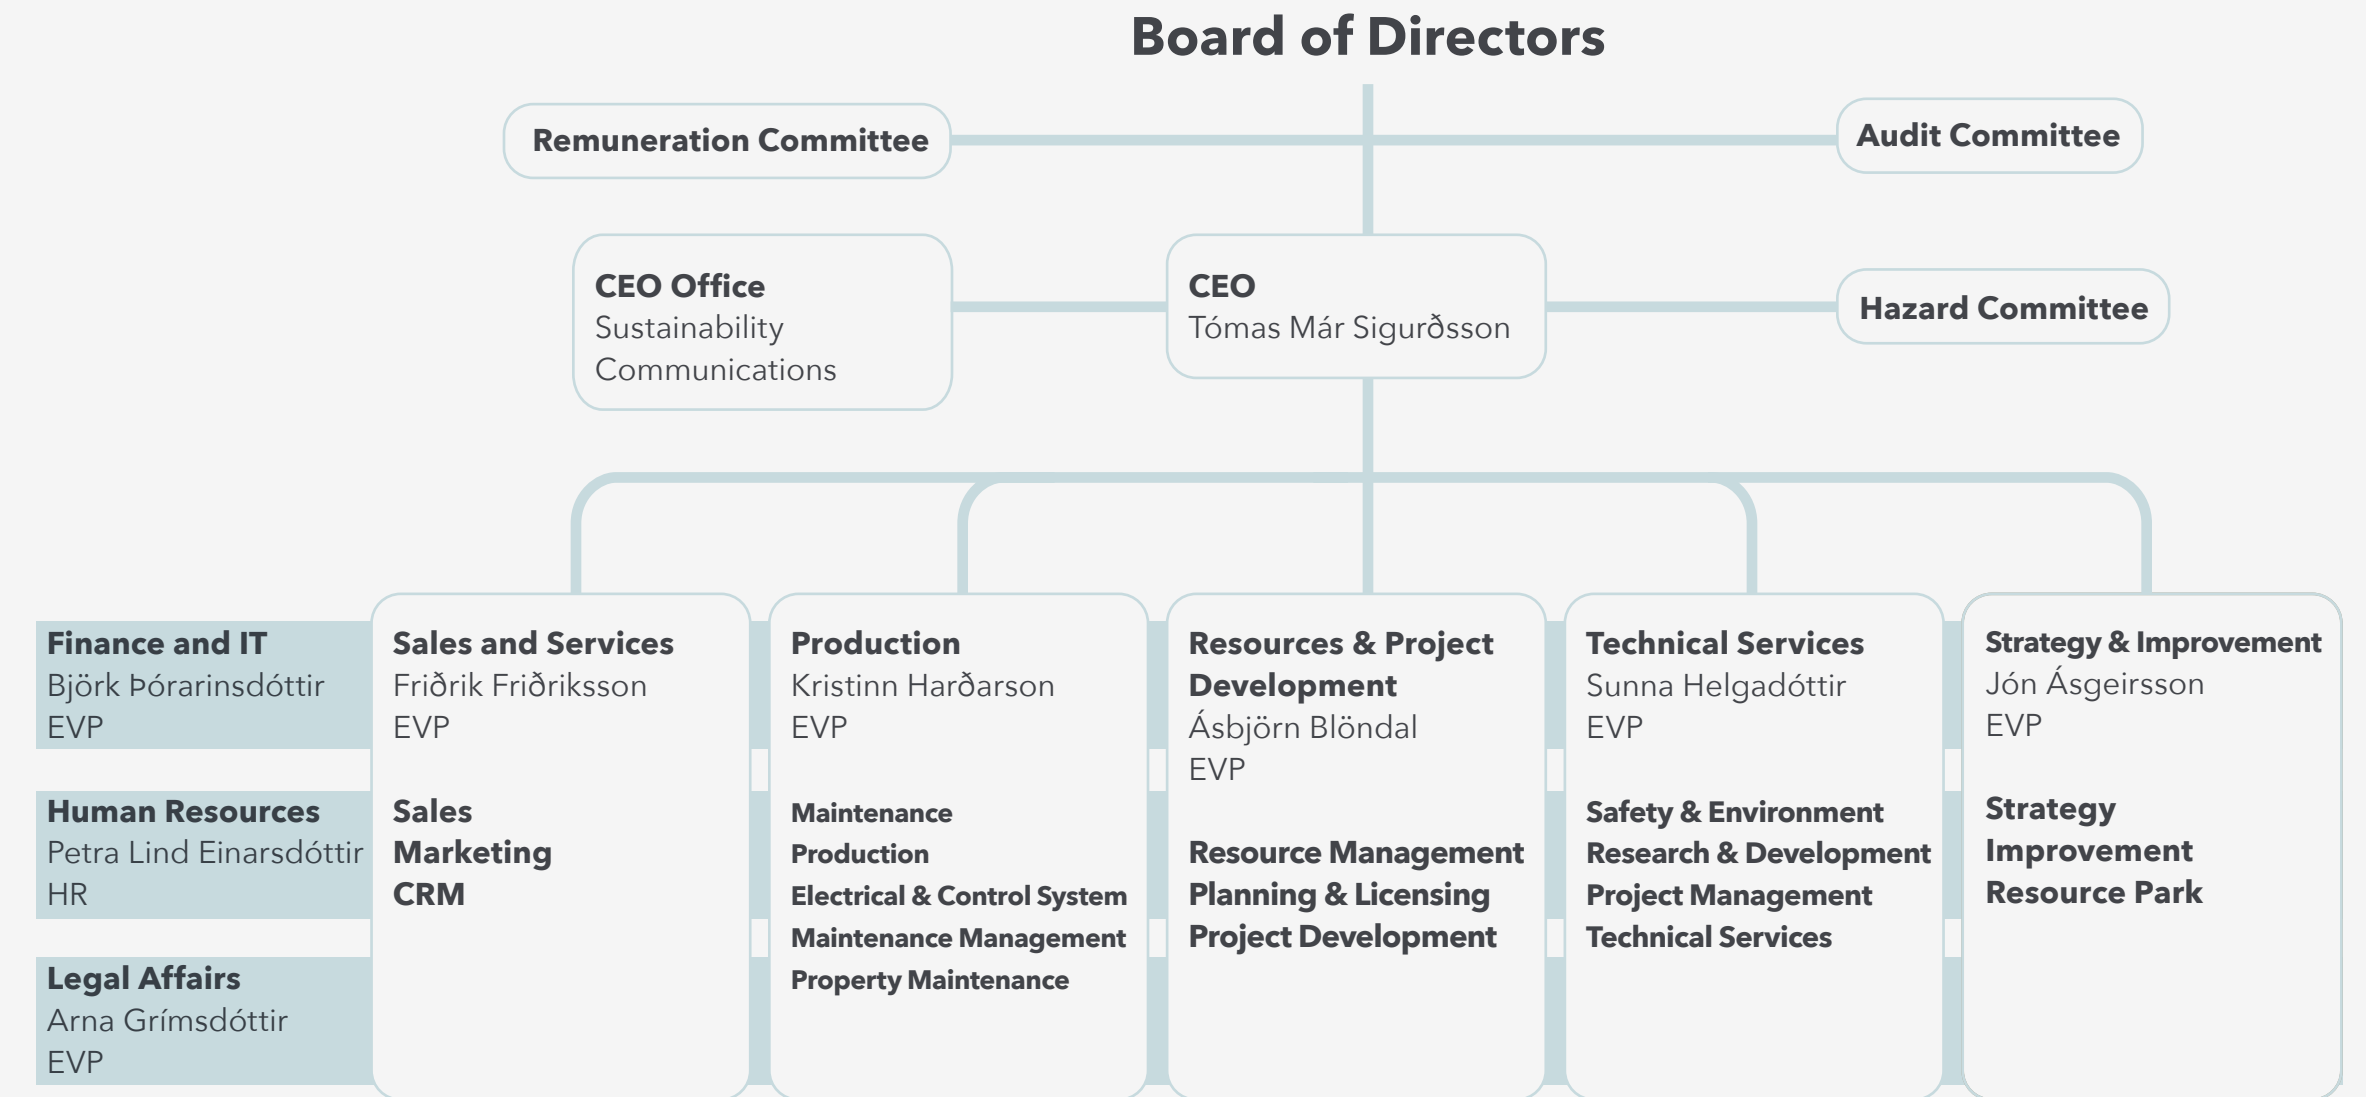 Board of Directors
Remuneration Committee
Audit Committee
CEO Office
Sustainability
Communications
CEO
Tómas Már Sigurðsson
Hazard Committee
Finance and IT
Björk Þórarinsdóttir
EVP
Human Resources
Petra Lind Einarsdóttir
HR
Legal Affairs
Arna Grímsdóttir
EVP
Sales and Services
Friðrik Friðriksson
EVP
Sales
Marketing
CRM
Production
Kristinn Harðarson
EVP
Maintenance
Production
Electrical & Control System
Maintenance Management
Property Maintenance
Resources & Project
Development
Ásbjörn Blöndal
EVP
Resource Management
Planning & Licensing
Project Development
Technical Services
Sunna Helgadóttir
EVP
Safety & Environment
Research & Development
Project Management
Technical Services
Strategy & Improvement
Jón Ásgeirsson
EVP
Strategy
Improvement
Resource Park